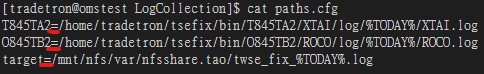 [tradetron@omstest LogCollection]$ cat paths.cfg
T845TA2=/home/tradetron/tsefix/bin/T845TA2/XTAI/log/%TODAY%/XTAI.log
O845TB2=/home/tradetron/tsefix/bin/O845TB2/ROCO/log/%TODAY%/ROCO.log
target=/mnt/nfs/var/nfsshare.tao/twse_fix_%TODAY%.log